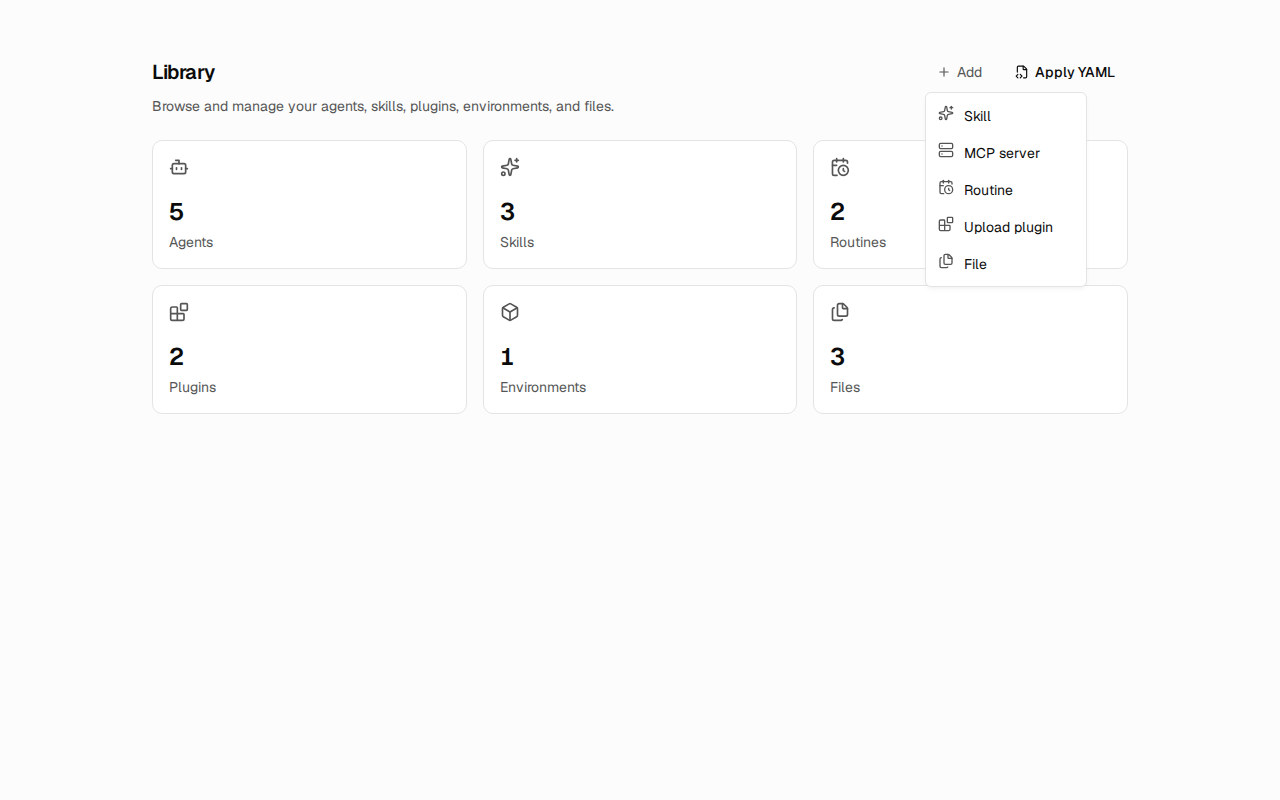 Library
Add
Apply YAML
Browse and manage your agents, skills, plugins, environments, and files.
Skill
MCP server
Routine
Upload plugin
File
5
Agents
3
Skills
2
Routines
2
Plugins
1
Environments
3
Files